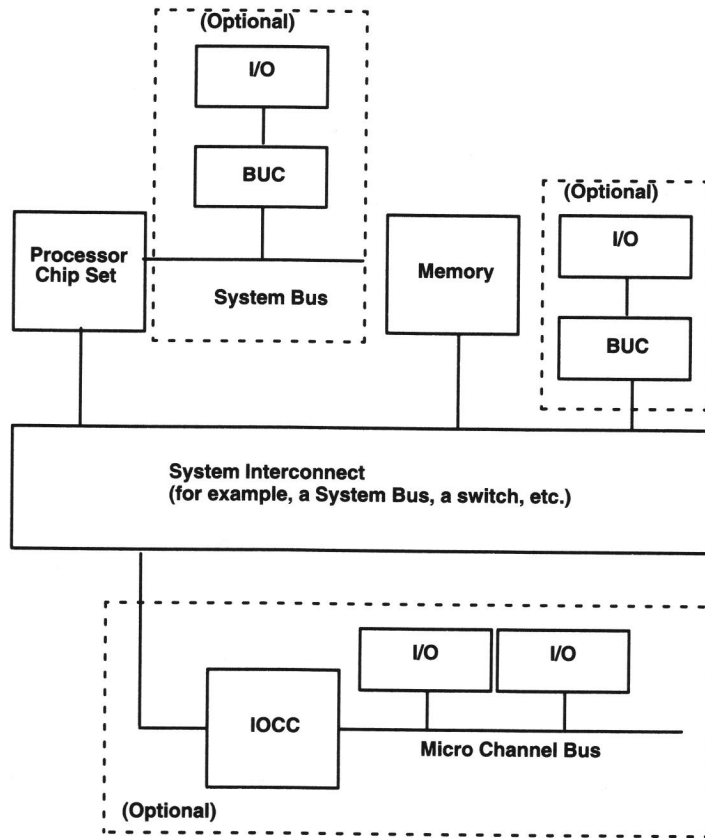 (Optional)
I/O
BUC
Processor
Chip Set
System Bus
Memory
(Optional)
I/O
BUC
System Interconnect
(for example, a System Bus, a switch, etc.)
I/O
I/O
IOCC
Micro Channel Bus
(Optional)